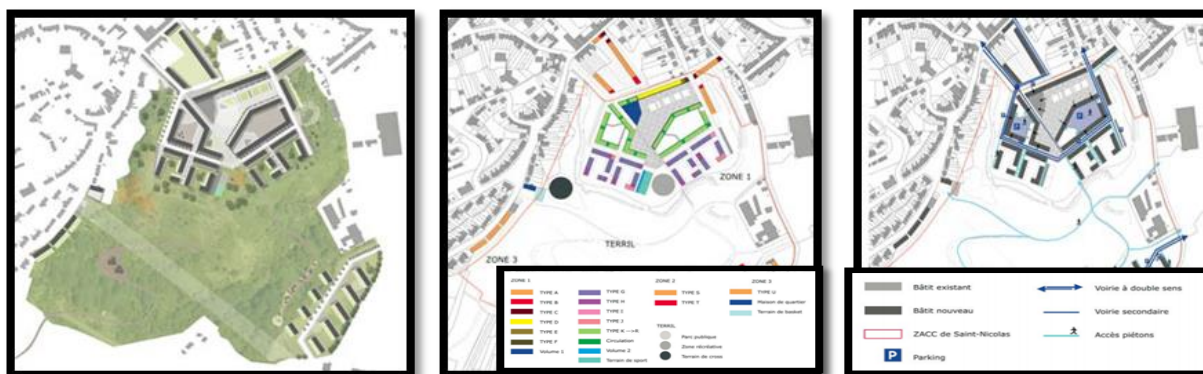 ZONE 1
TERRIL
ZONE 3
ZONE 1
TYPE A
TYPE B
TYPE C
TYPE D
TYPE E
TYPE F
Volume 1
TYPE G
TYPE H
TYPE I
TYPE J
TYPE K --->R
Circulation
Volume 2
Terrain de sport
ZONE 2
TYPE S
TYPE T
TERRIL
Parc publique
Zone récréative
Terrain de cross
ZONE 3
TYPE U
Maison de quartier
Terrain de basket
P
P
Bâtit existant
Bâtit nouveau
ZACC de Saint-Nicolas
P Parking
Voirie à double sens
Voirie secondaire
Accès piétons